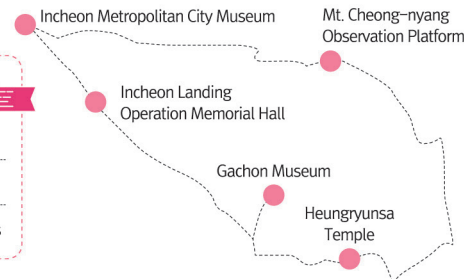 Incheon Metropolitan City Museum
Mt. Cheong-nyang
Observation Platform
Incheon Landing
Operation Memorial Hall
Gachon Museum
Heungryunsa
Temple